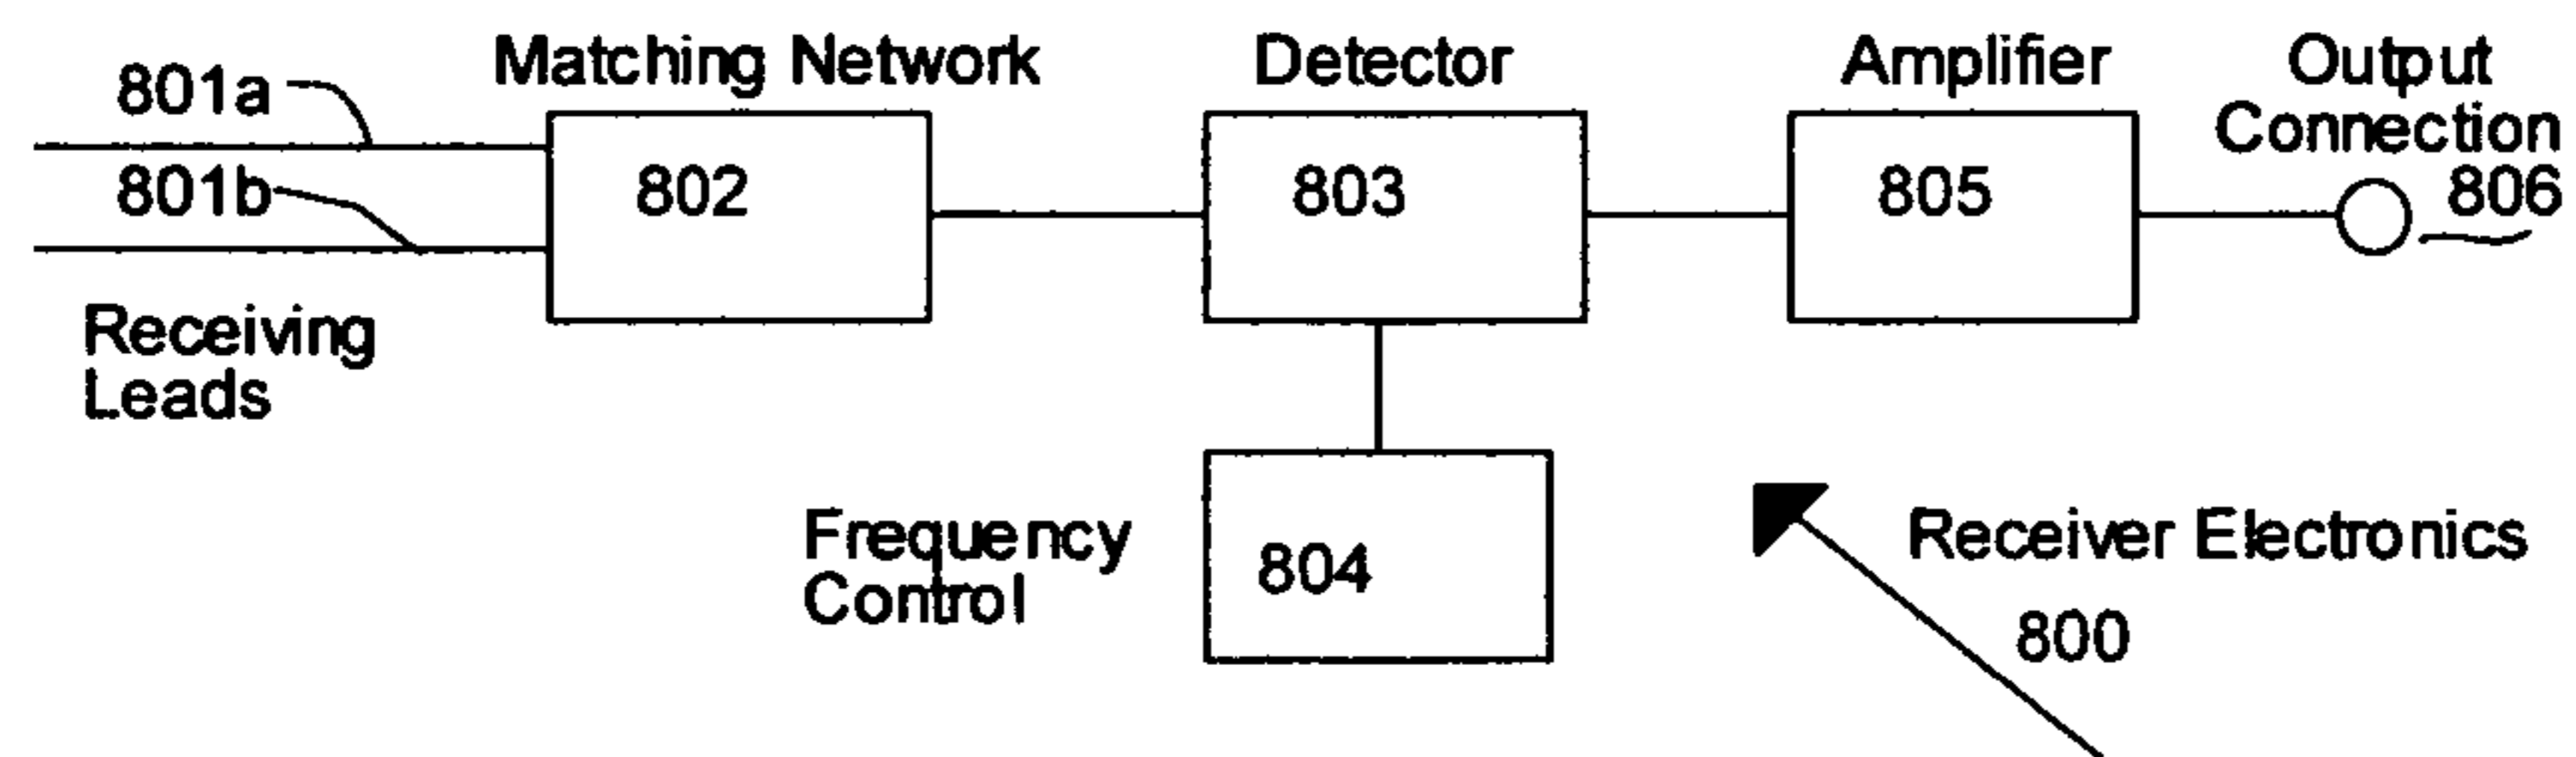 801a
801b
Receiving
Leads
Matching Network
802
Detector
803
Frequency
Control
804
Amplifier
805
Output
Connection
806
Receiver Electronics
800